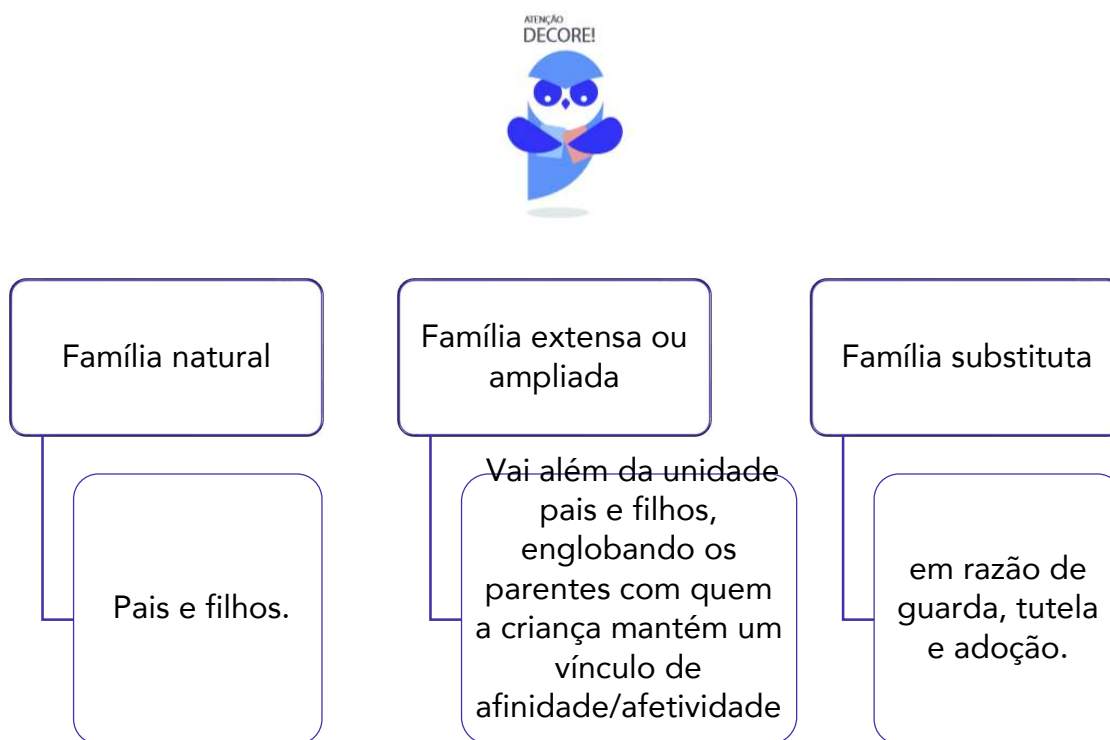 ATENÇÃO
DECORE!
Família natural
Pais e filhos.
Família extensa ou
ampliada
Vai além da unidade
pais e filhos,
englobando os
parentes com quem
a criança mantém um
vínculo de
afinidade/afetividade
Família substituta
em razão de
guarda, tutela
e adoção.